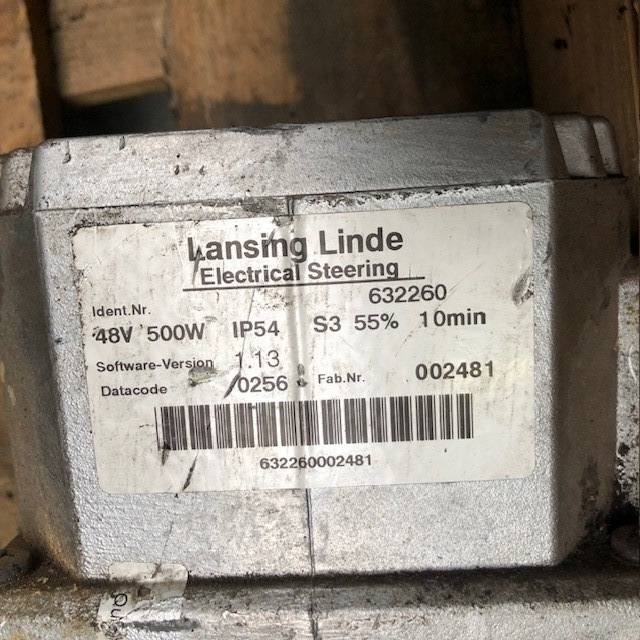 Lansing Linde
Electrical Steering
Ident.Nr. 632260
48V 500W IP54 S3 55% 10min
Software-Version 1.13
Datacode 0256 Fab.Nr. 002481
632260002481